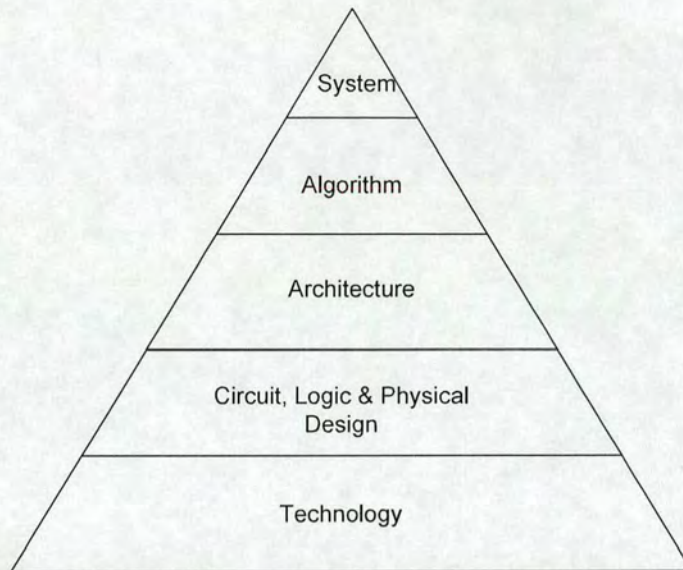 System
Algorithm
Architecture
Circuit, Logic & Physical
Design
Technology